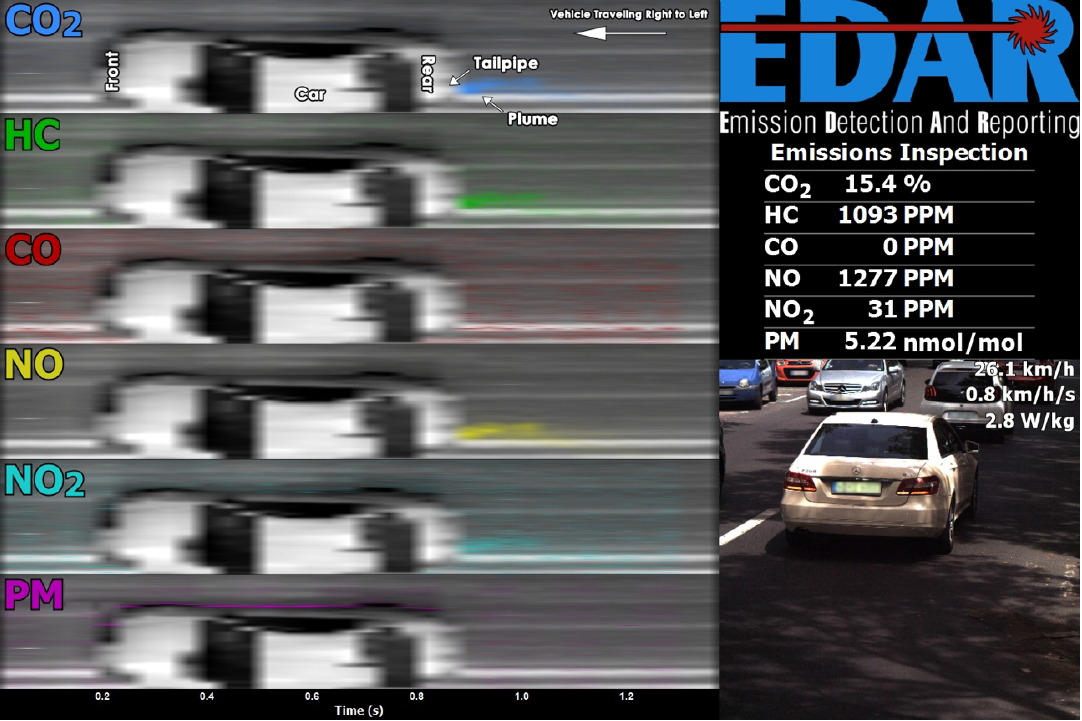 CO2
Vehicle Traveling Right to Left
Front
Car
Rear
Tailpipe
Plume
HC
CO
NO
NO2
PM
0.2 0.4 0.6 0.8 1.0 1.2
Time (s)
EDAR
Emission Detection And Reporting
Emissions Inspection
CO2 15.4 %
HC 1093 PPM
CO 0 PPM
NO 1277 PPM
NO2 31 PPM
PM 5.22 nmol/mol
26.1 km/h
0.8 km/h/s
2.8 W/kg